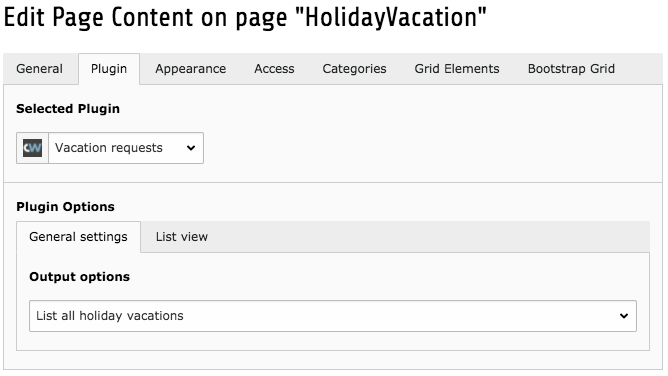 Edit Page Content on page "HolidayVacation"
General Plugin Appearance Access Categories Grid Elements Bootstrap Grid
Selected Plugin
CW Vacation requests
Plugin Options
General settings List view
Output options
List all holiday vacations